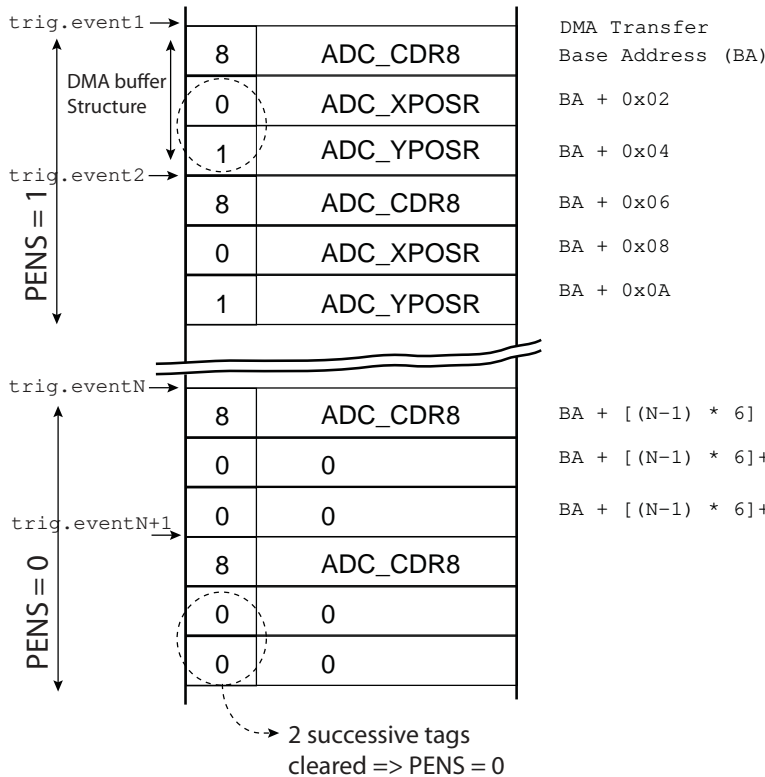 trig.event1
DMA Transfer
8 ADC_CDR8 Base Address (BA)
DMA buffer
Structure
0 ADC_XPOSR BA + 0x02
1 ADC_YPOSR BA + 0x04
trig.event2
8 ADC_CDR8 BA + 0x06
PENS = 1
0 ADC_XPOSR BA + 0x08
1 ADC_YPOSR BA + 0x0A
trig.eventN
8 ADC_CDR8 BA + [(N-1) * 6]
0 0 BA + [(N-1) * 6]+
0 0 BA + [(N-1) * 6]+
trig.eventN+1
8 ADC_CDR8
PENS = 0
0 0
0 0
2 successive tags
cleared => PENS = 0